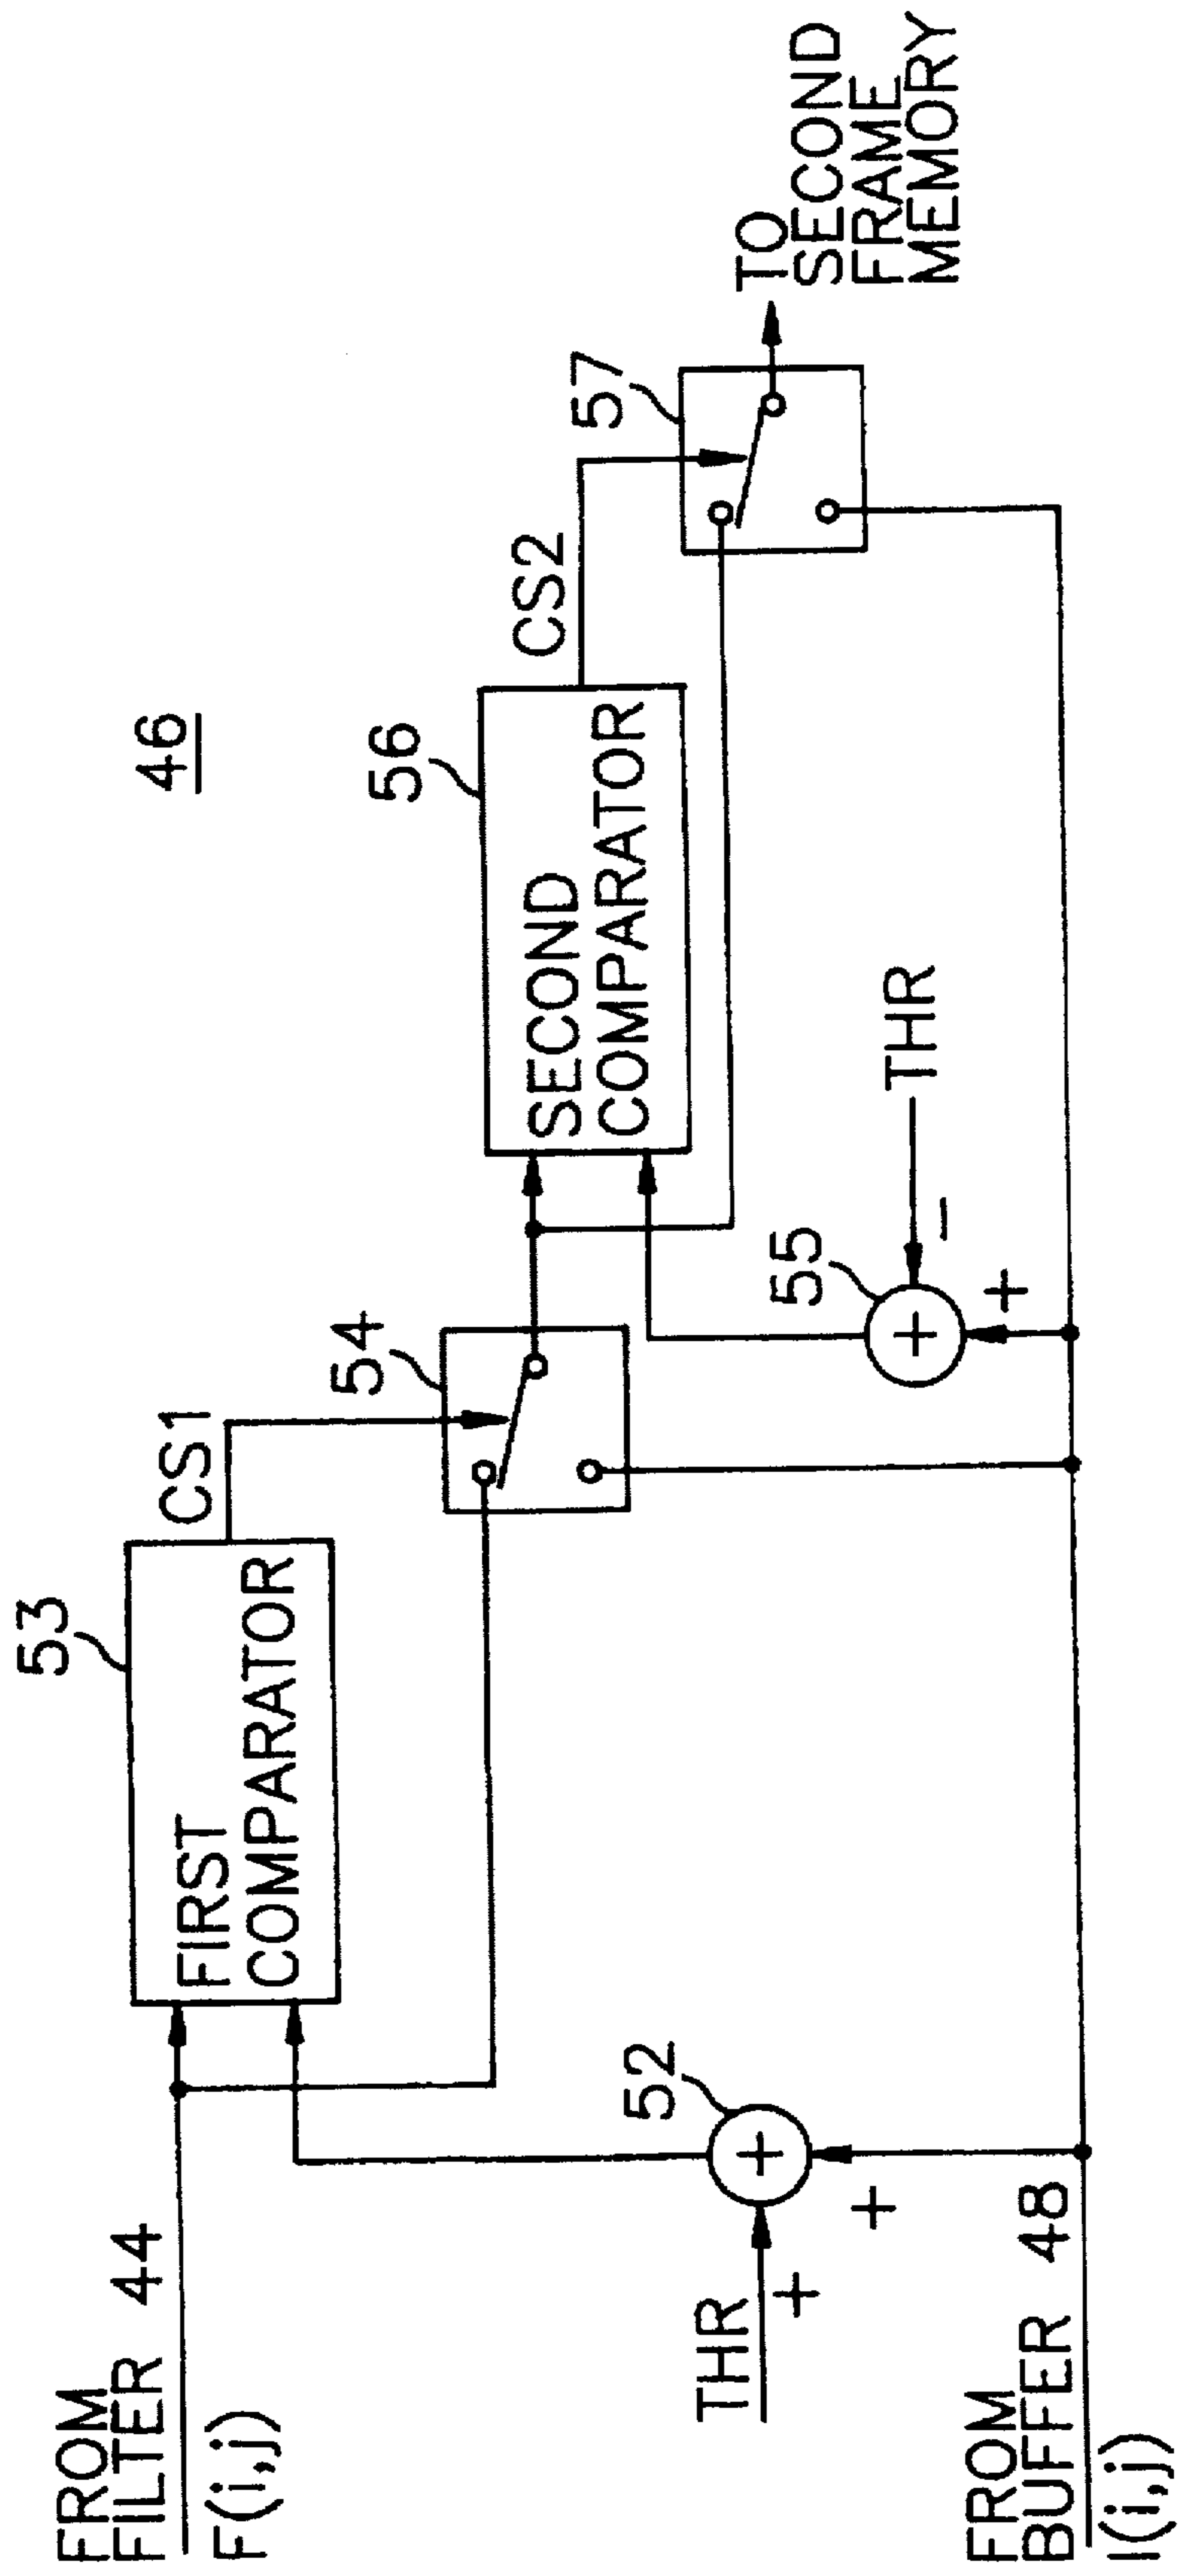 46
FROM
FILTER 44
F(i,j)
53
FIRST
COMPARATOR
CS1
54
56
SECOND
COMPARATOR
CS2
57
TO
SECOND
FRAME
MEMORY
THR
+
+
52
+
55
+
THR
−
+
FROM
BUFFER 48
I(i,j)